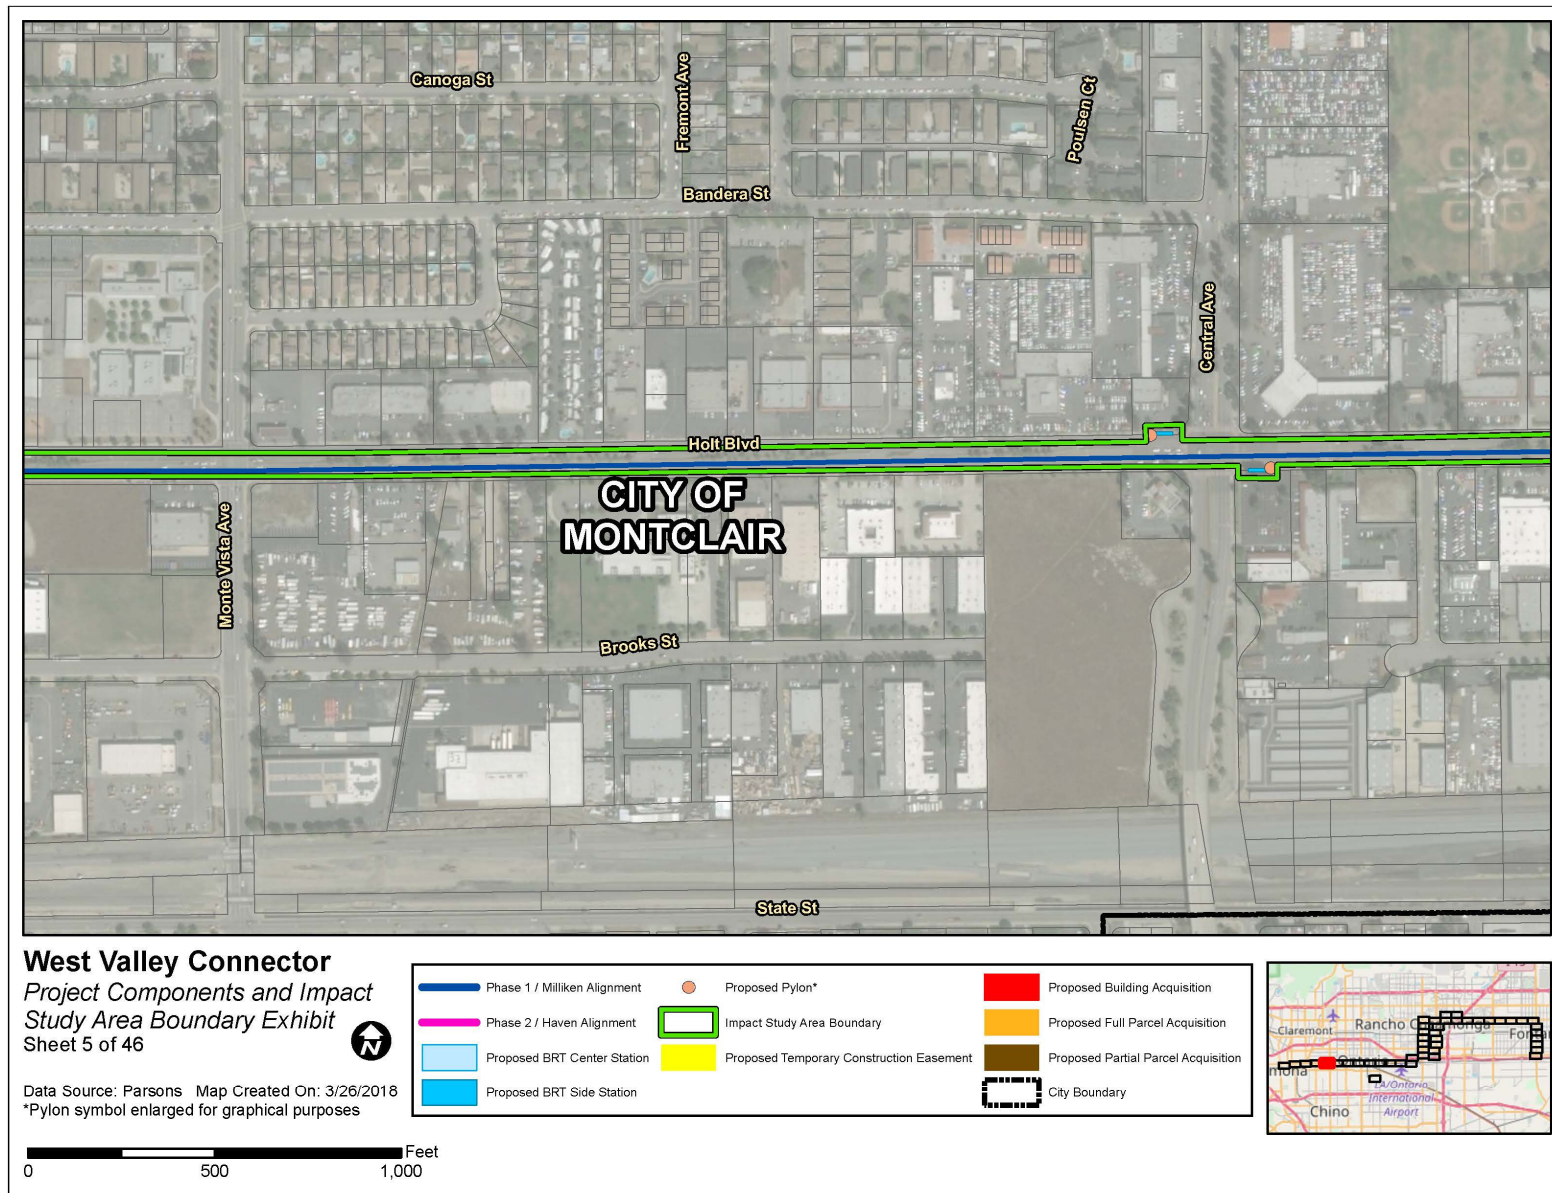 Canoga St
Fremont Ave
Poulsen Ct
Bandera St
Central Ave
Holt Blvd
CITY OF
MONTCLAIR
Monte Vista Ave
Brooks St
State St
West Valley Connector
Project Components and Impact
Study Area Boundary Exhibit
Sheet 5 of 46
N
Data Source: Parsons Map Created On: 3/26/2018
*Pylon symbol enlarged for graphical purposes
Feet
0 500 1,000
Phase 1 / Milliken Alignment
Phase 2 / Haven Alignment
Proposed BRT Center Station
Proposed BRT Side Station
Proposed Pylon*
Impact Study Area Boundary
Proposed Temporary Construction Easement
Proposed Building Acquisition
Proposed Full Parcel Acquisition
Proposed Partial Parcel Acquisition
City Boundary
Claremont
Rancho
Ontario
LA/Ontario
International
Airport
Chino